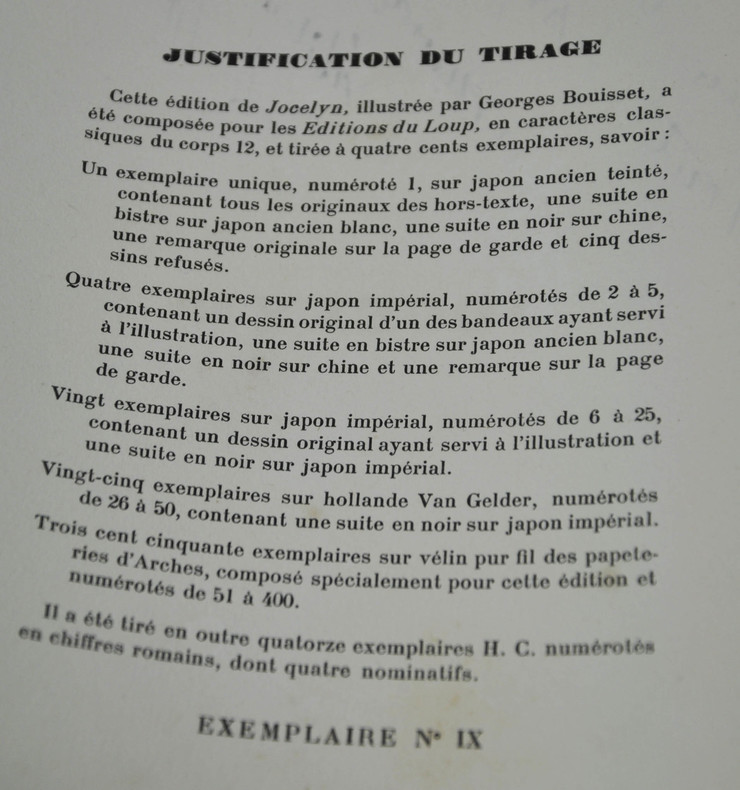 JUSTIFICATION DU TIRAGE
Cette édition de Jocelyn, illustrée par Georges Bouisset, a
été composée pour les Editions du Loup, en caractères clas-
siques du corps 12, et tirée à quatre cents exemplaires, savoir :
Un exemplaire unique, numéroté 1, sur japon ancien teinté,
contenant tous les originaux des hors-texte, une suite en
bistre sur japon ancien blanc, une suite en noir sur chine,
une remarque originale sur la page de garde et cinq des-
sins refusés.
Quatre exemplaires sur japon impérial, numérotés de 2 à 5,
contenant un dessin original d'un des bandeaux ayant servi
à l'illustration, une suite en bistre sur japon ancien blanc,
une suite en noir sur chine et une remarque sur la page
de garde.
Vingt exemplaires sur japon impérial, numérotés de 6 à 25,
contenant un dessin original ayant servi à l'illustration et
une suite en noir sur japon impérial.
Vingt-cinq exemplaires sur hollande Van Gelder, numérotés
de 26 à 50, contenant une suite en noir sur japon impérial.
Trois cent cinquante exemplaires sur vélin pur fil des papete-
ries d'Arches, composé spécialement pour cette édition et
numérotés de 51 à 400.
Il a été tiré en outre quatorze exemplaires H. C. numérotés
en chiffres romains, dont quatre nominatifs.
EXEMPLAIRE N° IX